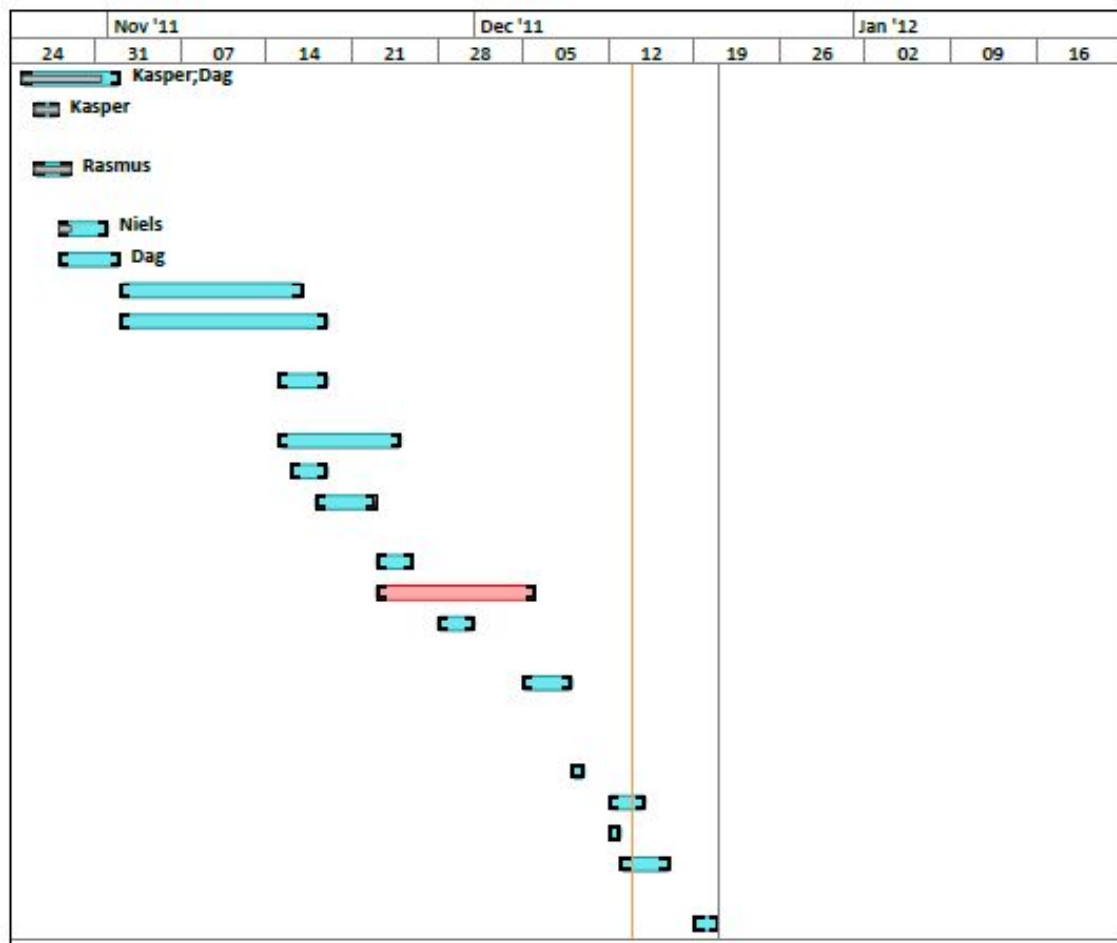 Nov '11 Dec '11 Jan '12
24 31 07 14 21 28 05 12 19 26 02 09 16
Kasper;Dag
Kasper
Rasmus
Niels
Dag